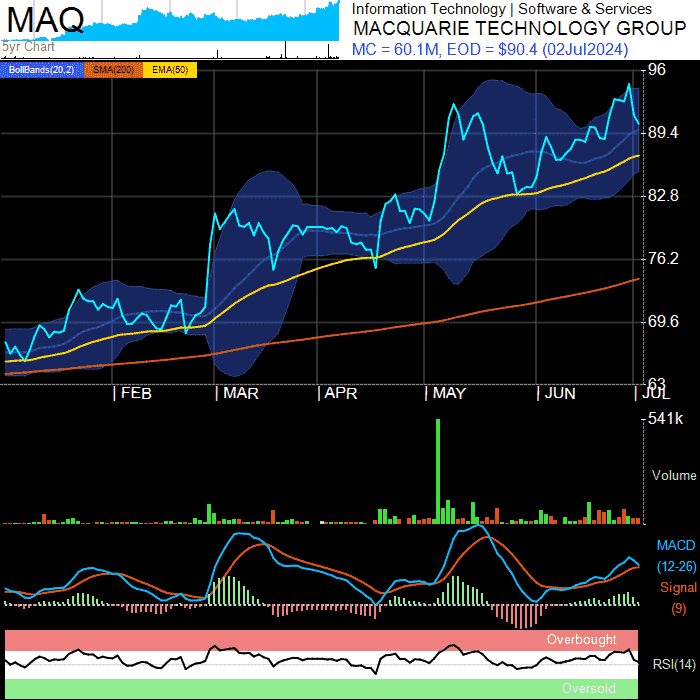 MAQ
5yr Chart
Information Technology | Software & Services
MACQUARIE TECHNOLOGY GROUP
MC = 60.1M, EOD = $90.4 (02Jul2024)
BollBands(20,2) SMA(200) EMA(50)
96
89.4
82.8
76.2
69.6
63
FEB MAR APR MAY JUN JUL
541k
Volume
MACD
(12-26)
Signal
(9)
Overbought
RSI(14)
Oversold